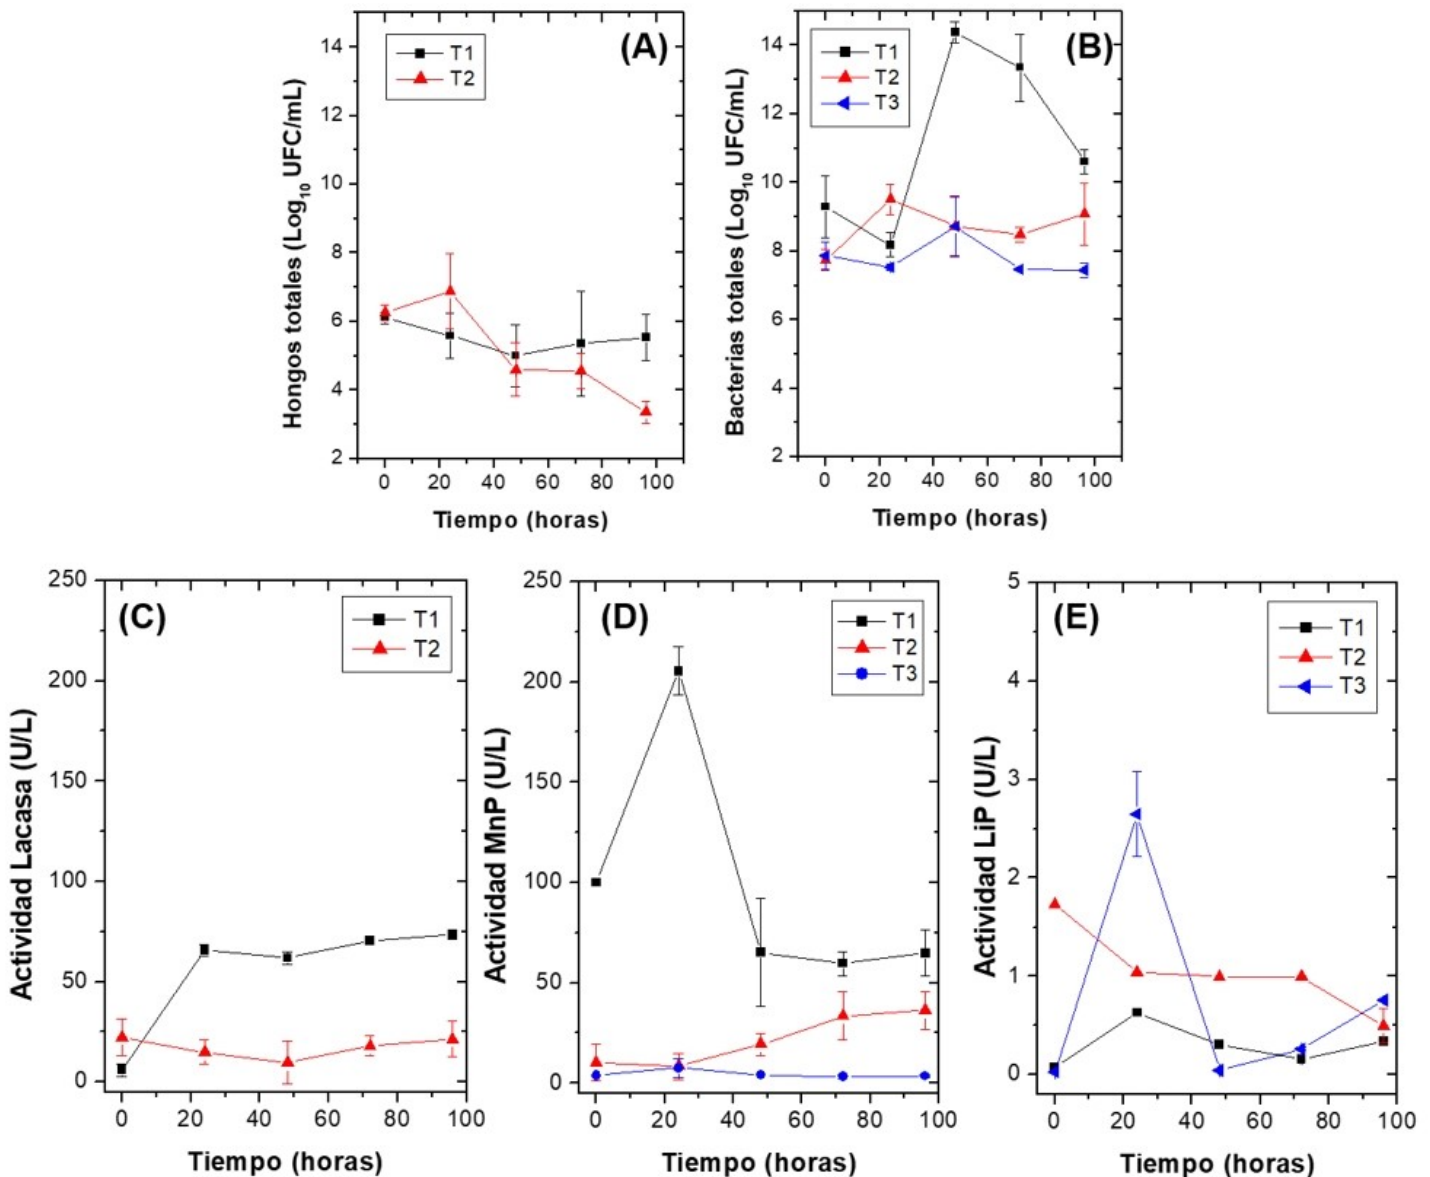 (A)
T1
T2
14
12
10
8
6
4
2
Hongos totales (Log10 UFC/mL)
0 20 40 60 80 100
Tiempo (horas)
(B)
T1
T2
T3
14
12
10
8
6
4
2
Bacterias totales (Log10 UFC/mL)
0 20 40 60 80 100
Tiempo (horas)
(C)
T1
T2
250
200
150
100
50
0
Actividad Lacasa (U/L)
0 20 40 60 80 100
Tiempo (horas)
(D)
T1
T2
T3
250
200
150
100
50
0
Actividad MnP (U/L)
0 20 40 60 80 100
Tiempo (horas)
(E)
T1
T2
T3
5
4
3
2
1
0
Actividad LiP (U/L)
0 20 40 60 80 100
Tiempo (horas)